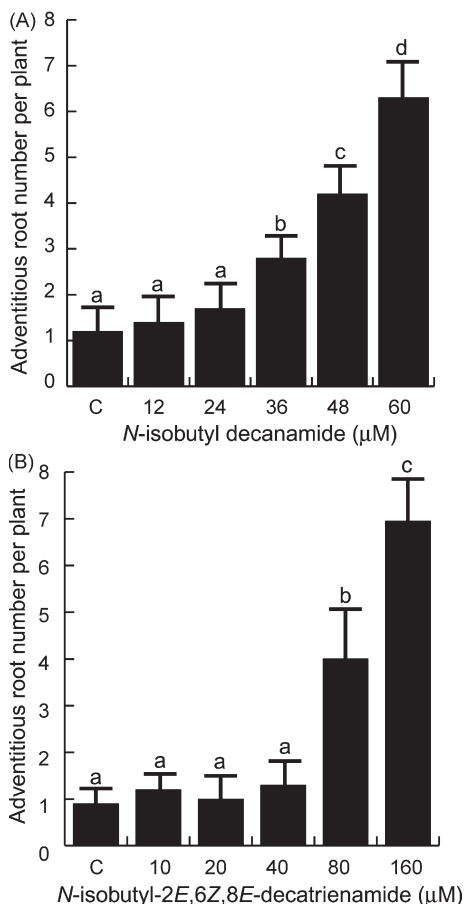 (A)
Adventitious root number per plant
8
7
6
5
4
3
2
1
0
a
a
a
b
c
d
C 12 24 36 48 60
N-isobutyl decanamide (µM)
(B)
Adventitious root number per plant
8
7
6
5
4
3
2
1
0
a
a
a
a
b
c
C 10 20 40 80 160
N-isobutyl-2E,6Z,8E-decatrienamide (µM)